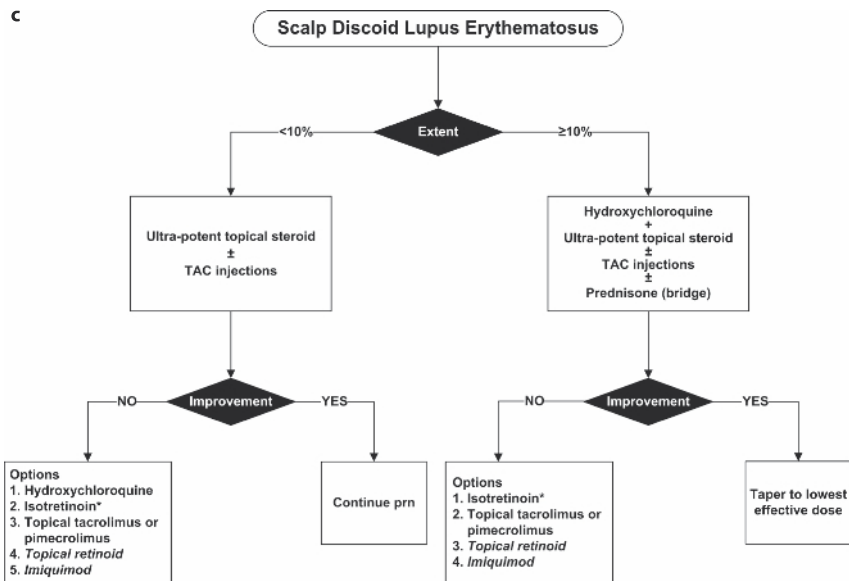 c
Scalp Discoid Lupus Erythematosus
Extent
<10%
≥10%
Ultra-potent topical steroid
±
TAC injections
Hydroxychloroquine
+
Ultra-potent topical steroid
±
TAC injections
±
Prednisone (bridge)
Improvement
NO
YES
Improvement
NO
YES
Options
1. Hydroxychloroquine
2. Isotretinoin*
3. Topical tacrolimus or
pimecrolimus
4. Topical retinoid
5. Imiquimod
Continue prn
Options
1. Isotretinoin*
2. Topical tacrolimus or
pimecrolimus
3. Topical retinoid
4. Imiquimod
Taper to lowest
effective dose